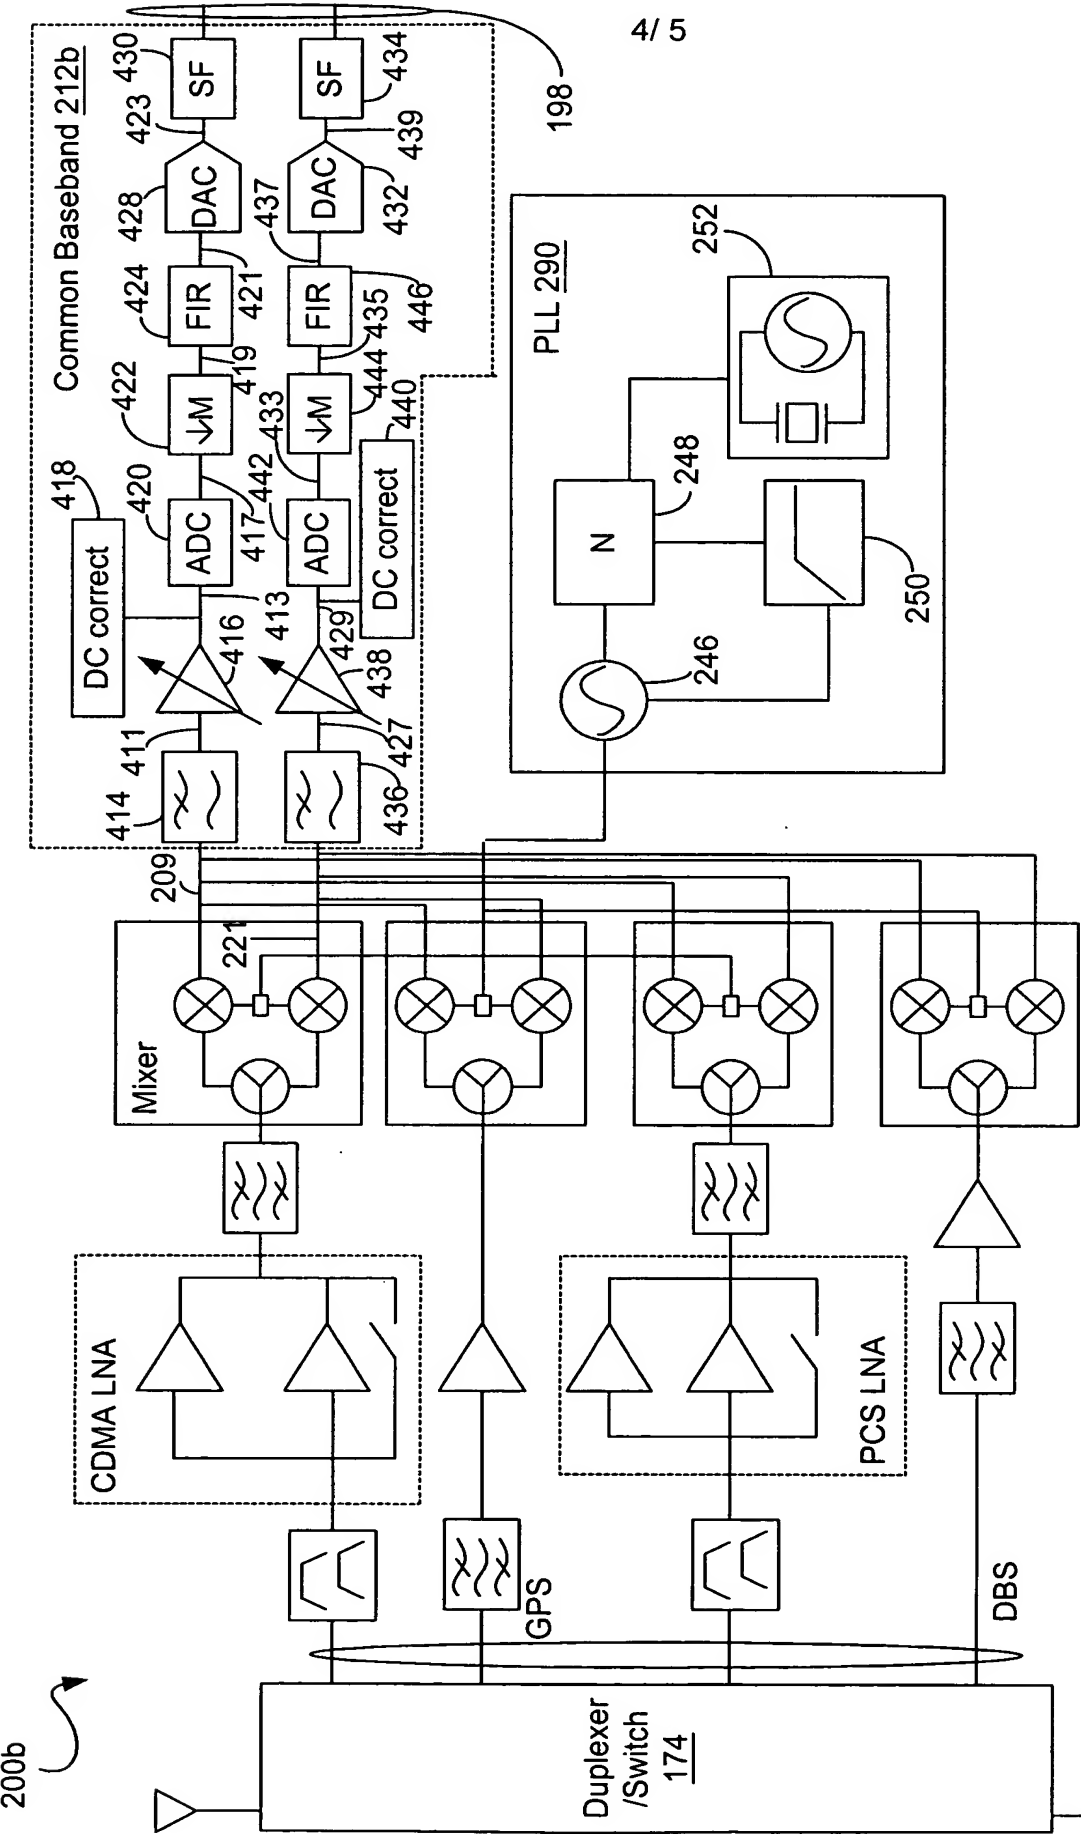 4/ 5
200b
Common Baseband 212b
430
SF
423
428
DAC
424
FIR
421
422
↓M
419
418
DC correct
420
ADC
417
413
416
411
414
209
434
SF
439
432
DAC
437
446
FIR
435
444
↓M
433
440
DC correct
442
ADC
429
438
427
436
221
198
PLL 290
252
248
N
250
246
Mixer
CDMA LNA
PCS LNA
GPS
DBS
Duplexer
/Switch
174